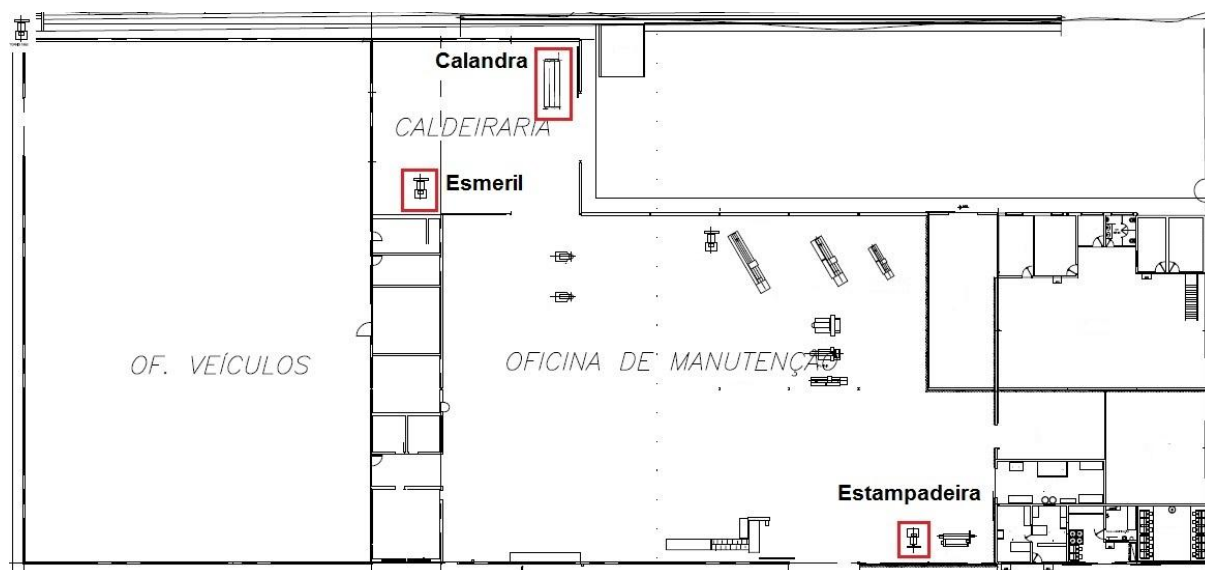 Calandra
CALDEIRARIA
Esmeril
OF. VEÍCULOS
OFICINA DE MANUTENÇÃO
Estampadeira